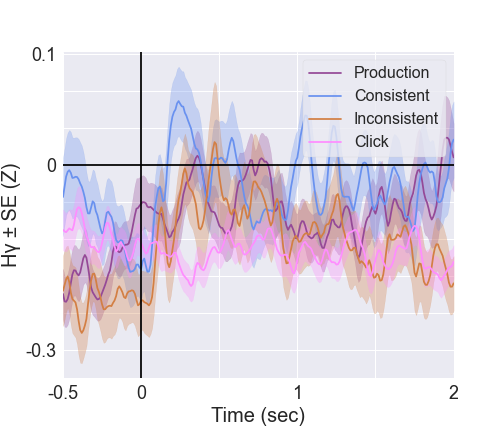 0.1
Production
Consistent
Inconsistent
Click
0
Hγ ± SE (Z)
-0.3
-0.5 0 1 2
Time (sec)